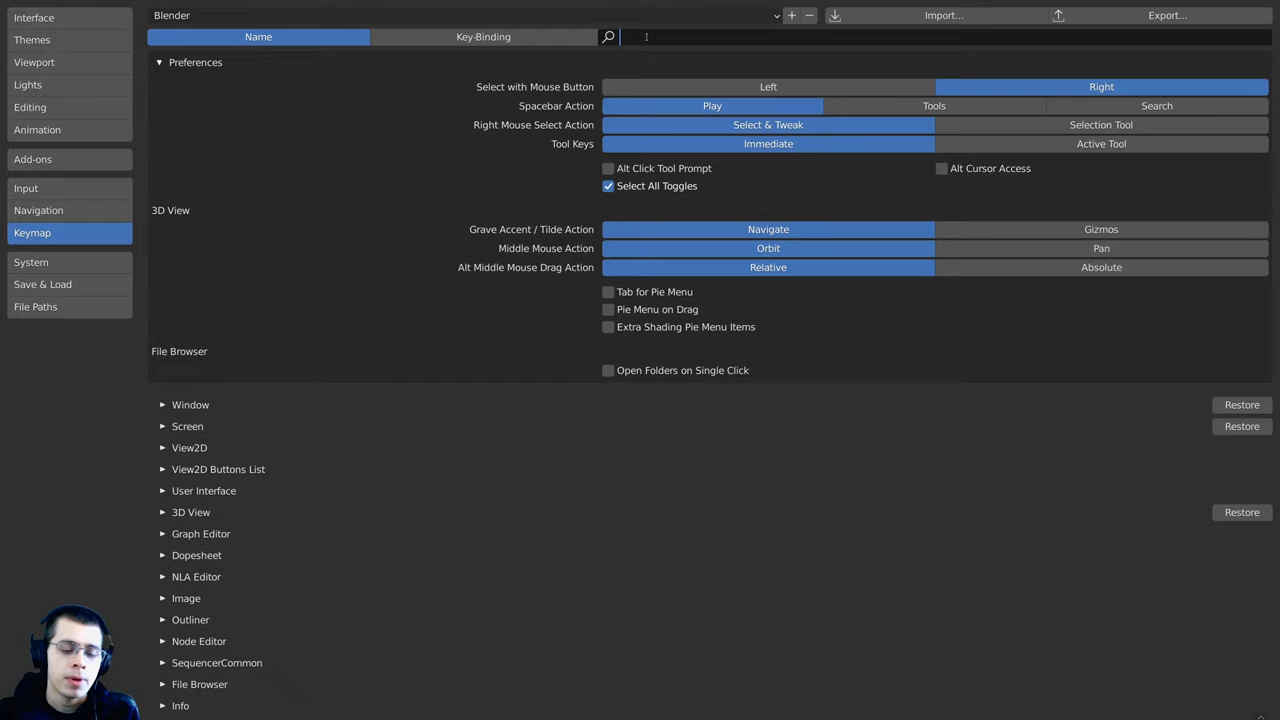 Interface
Themes
Viewport
Lights
Editing
Animation
Add-ons
Input
Navigation
Keymap
System
Save & Load
File Paths
Blender
Import...
Export...
Name
Key-Binding
Preferences
Select with Mouse Button
Left
Right
Spacebar Action
Play
Tools
Search
Right Mouse Select Action
Select & Tweak
Selection Tool
Tool Keys
Immediate
Active Tool
Alt Click Tool Prompt
Alt Cursor Access
Select All Toggles
3D View
Grave Accent / Tilde Action
Navigate
Gizmos
Middle Mouse Action
Orbit
Pan
Alt Middle Mouse Drag Action
Relative
Absolute
Tab for Pie Menu
Pie Menu on Drag
Extra Shading Pie Menu Items
File Browser
Open Folders on Single Click
Window
Restore
Screen
Restore
View2D
View2D Buttons List
User Interface
3D View
Restore
Graph Editor
Dopesheet
NLA Editor
Image
Outliner
Node Editor
SequencerCommon
File Browser
Info